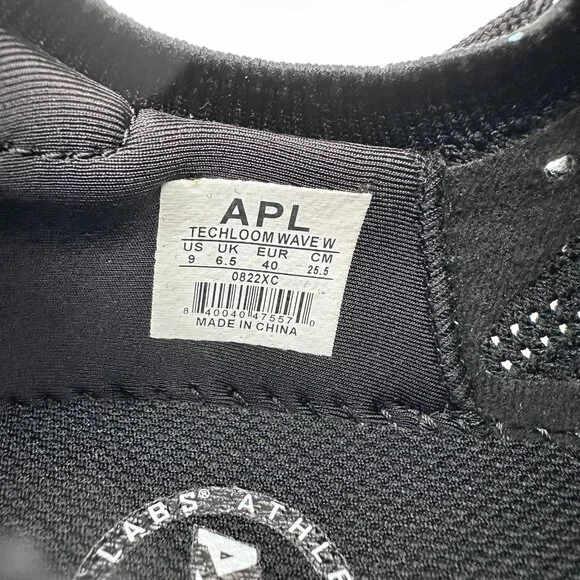 APL
TECHLOOM WAVE W
US UK EUR CM
9 6.5 40 25.5
0822XC
8 40040 47557 0
MADE IN CHINA
LABS® ATHLE